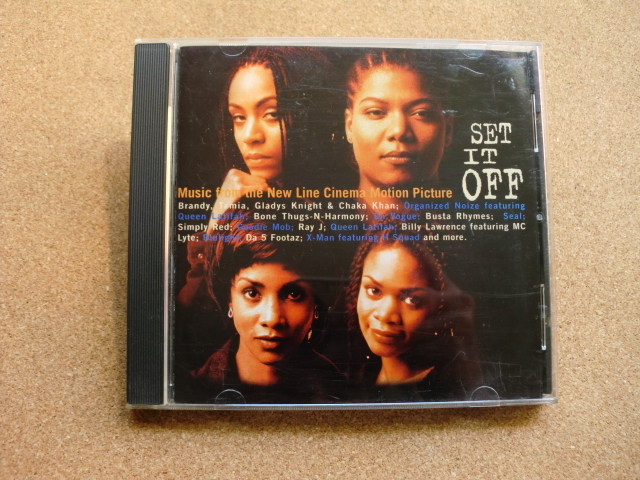 SET
IT
OFF
Music from the New Line Cinema Motion Picture
Brandy, Tamia, Gladys Knight & Chaka Khan; Organized Noize featuring
Queen Latifah; Bone Thugs-N-Harmony; En Vogue; Busta Rhymes; Seal;
Simply Red; Goodie Mob; Ray J; Queen Latifah; Billy Lawrence featuring MC
Lyte; Da 5 Footaz; X-Man featuring H Squad and more.